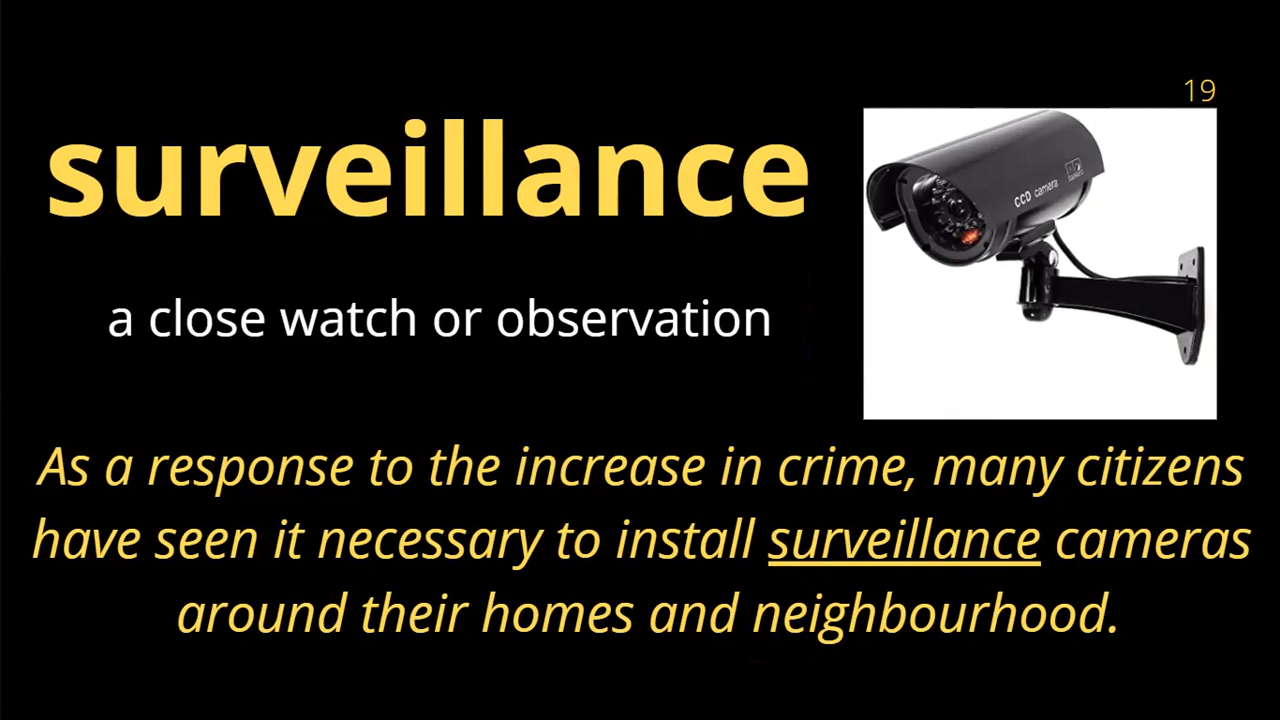 19
surveillance
CCD camera
a close watch or observation
As a response to the increase in crime, many citizens
have seen it necessary to install surveillance cameras
around their homes and neighbourhood.